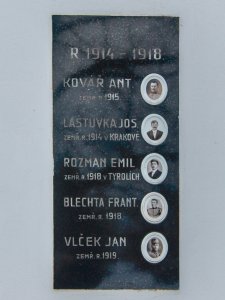 R 1914 - 1918.
KOVÁŘ ANT.
ZEMŘ. R. 1915.
LAŠTŮVKA JOS.
ZEMŘ. R. 1914 V KRAKOVĚ
ROZMAN EMIL
ZEMŘ. R. 1918 V TYROLÍCH
BLECHTA FRANT.
ZEMŘ. R. 1918.
VLČEK JAN
ZEMŘ. R. 1919.